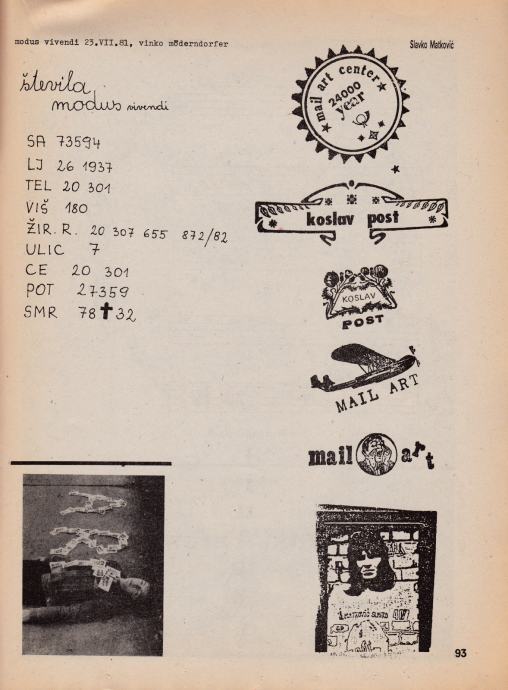 modus vivendi 23.VII.81, vinko möderndorfer
Slavko Matković
števila
modus vivendi
SA 73594
LJ 26 1937
TEL 20 301
VIŠ 180
ŽIR. R. 20 307 655 872/82
ULIC 7
CE 20 301
POT 27359
SMR 78✝32
mail art center
24000
year
koslav post
KOSLAV
POST
MAIL ART
mail art
93